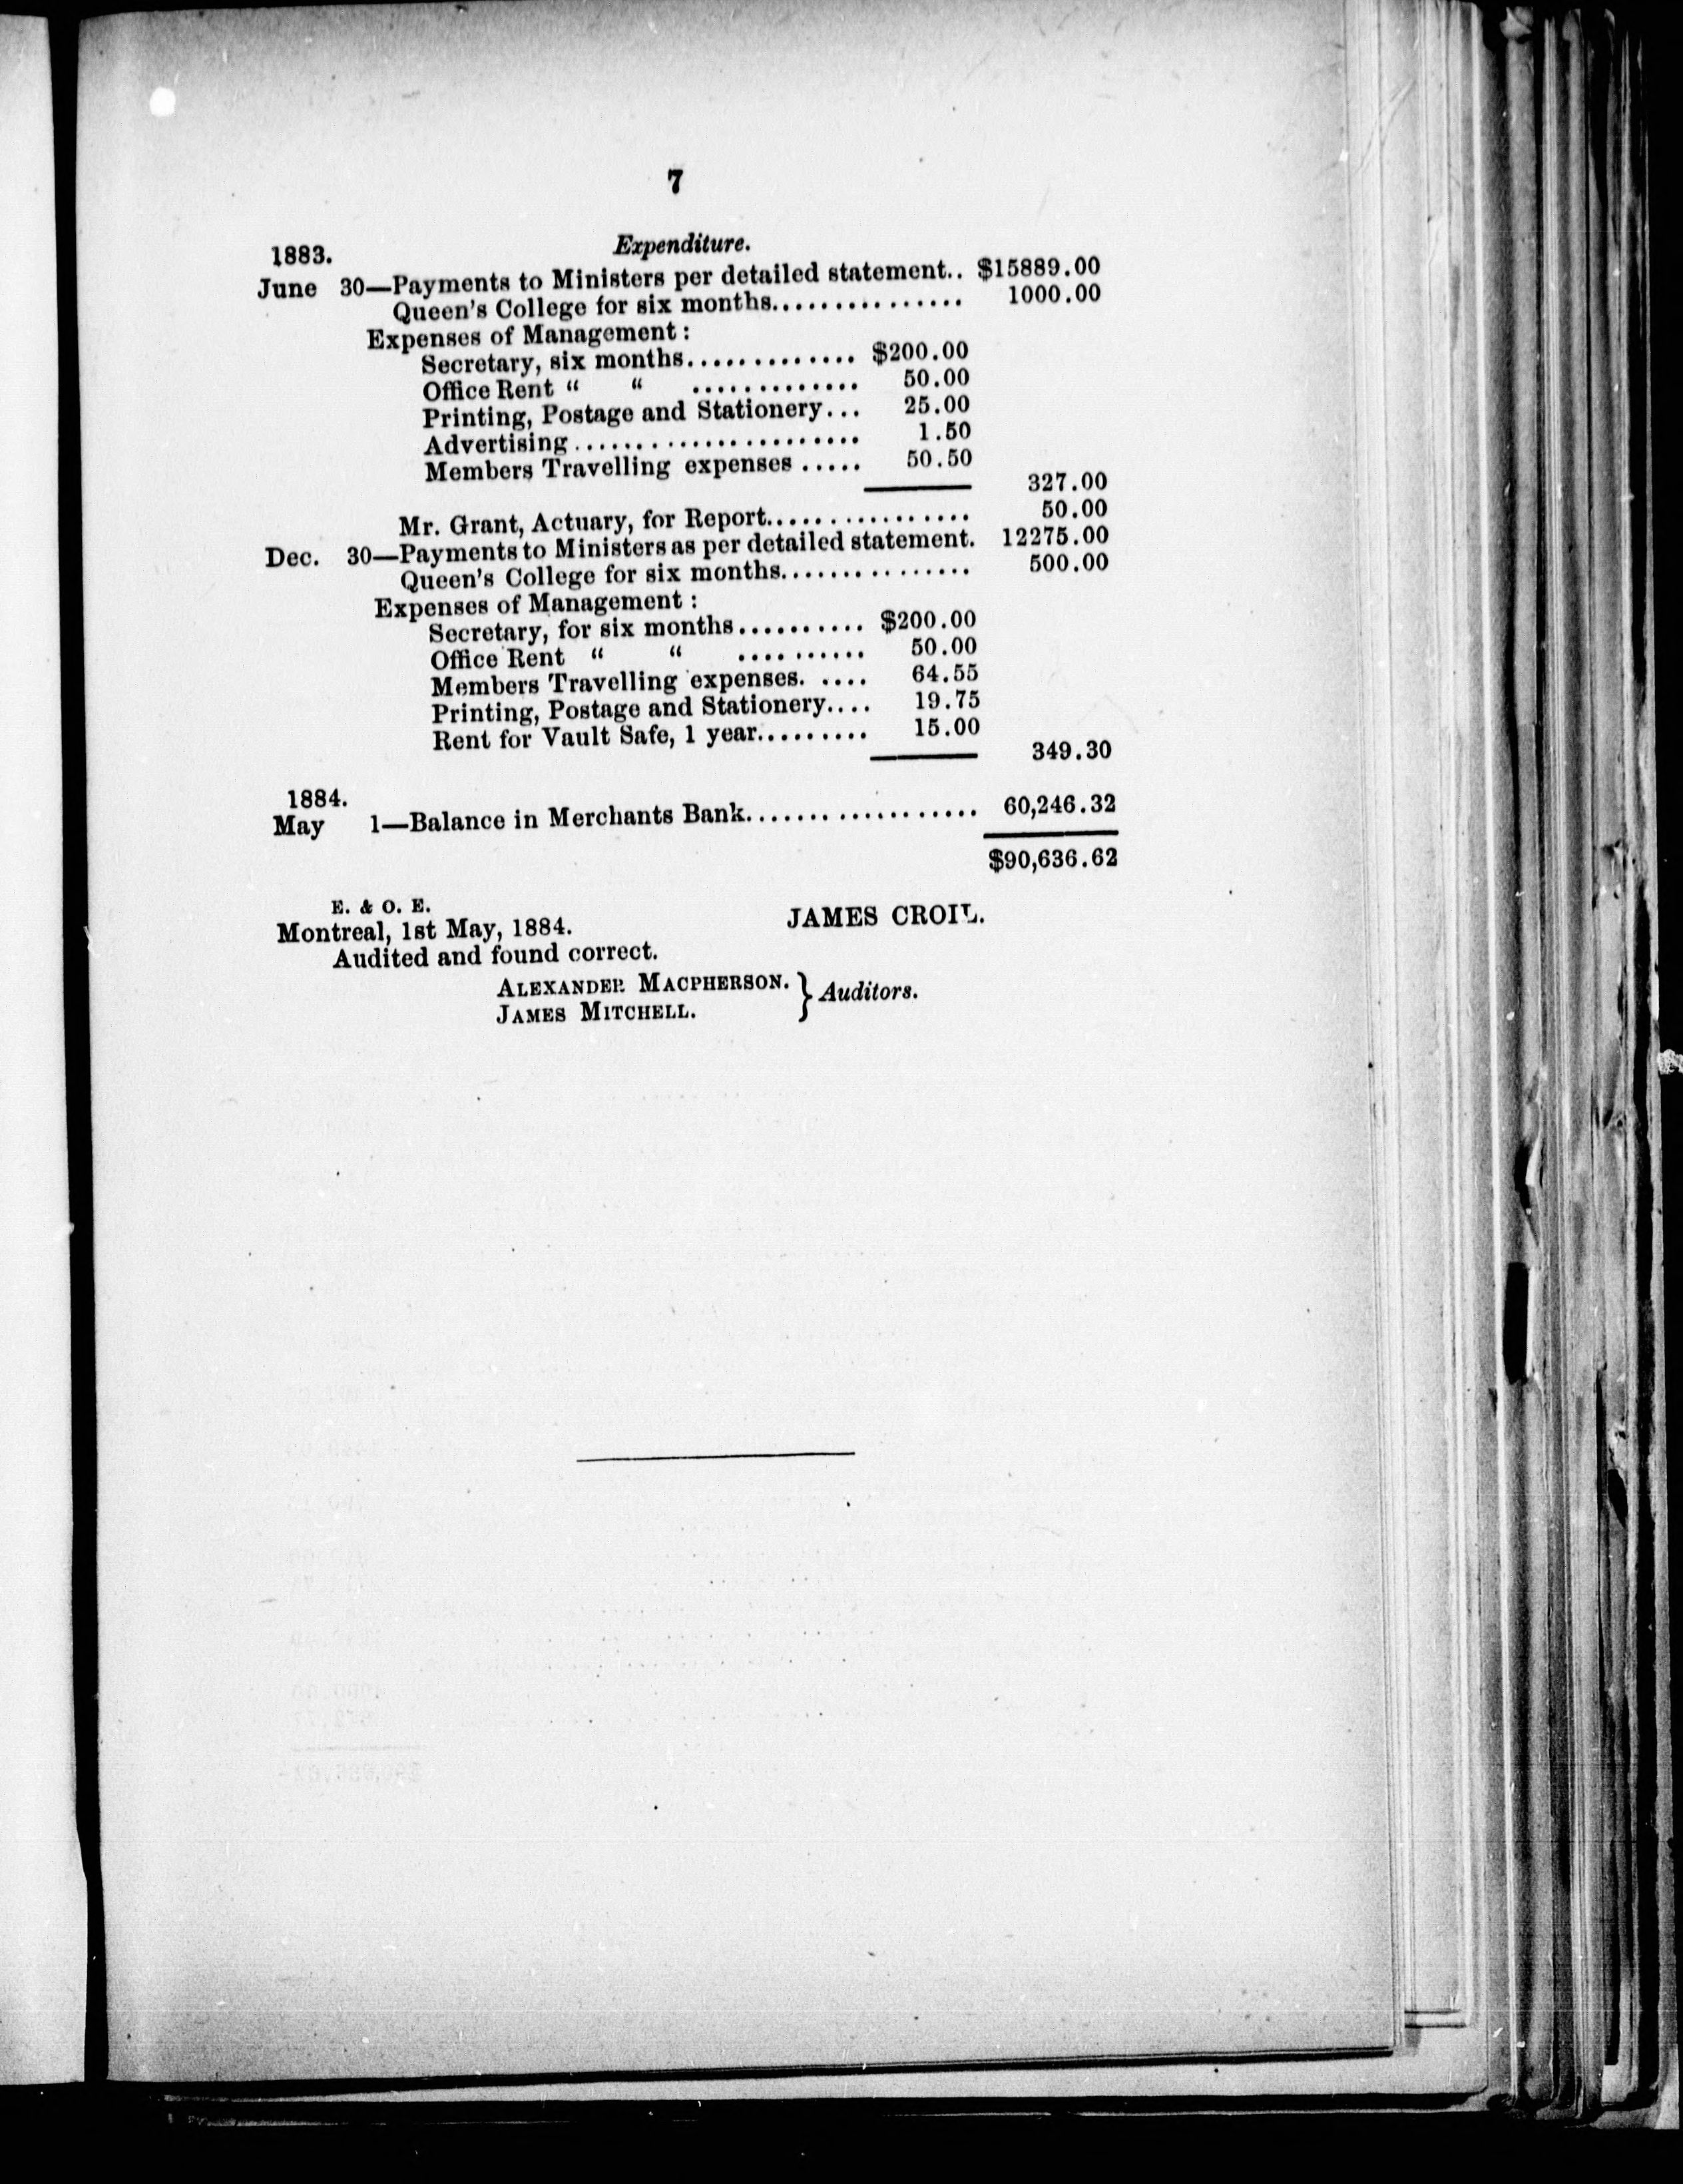 7
Expenditure.
1883.
June 30—Payments to Ministers per detailed statement.. $15889.00
Queen's College for six months............... 1000.00
Expenses of Management:
Secretary, six months............. $200.00
Office Rent “ “ ............. 50.00
Printing, Postage and Stationery... 25.00
Advertising...................... 1.50
Members Travelling expenses ..... 50.50
327.00
Mr. Grant, Actuary, for Report................ 50.00
Dec. 30—Payments to Ministers as per detailed statement. 12275.00
Queen's College for six months............... 500.00
Expenses of Management:
Secretary, for six months.......... $200.00
Office Rent “ “ .......... 50.00
Members Travelling expenses. .... 64.55
Printing, Postage and Stationery.... 19.75
Rent for Vault Safe, 1 year......... 15.00
349.30
1884.
May 1—Balance in Merchants Bank................... 60,246.32
$90,636.62
E. & O. E.
JAMES CROIL.
Montreal, 1st May, 1884.
Audited and found correct.
ALEXANDER MACPHERSON. } Auditors.
JAMES MITCHELL.